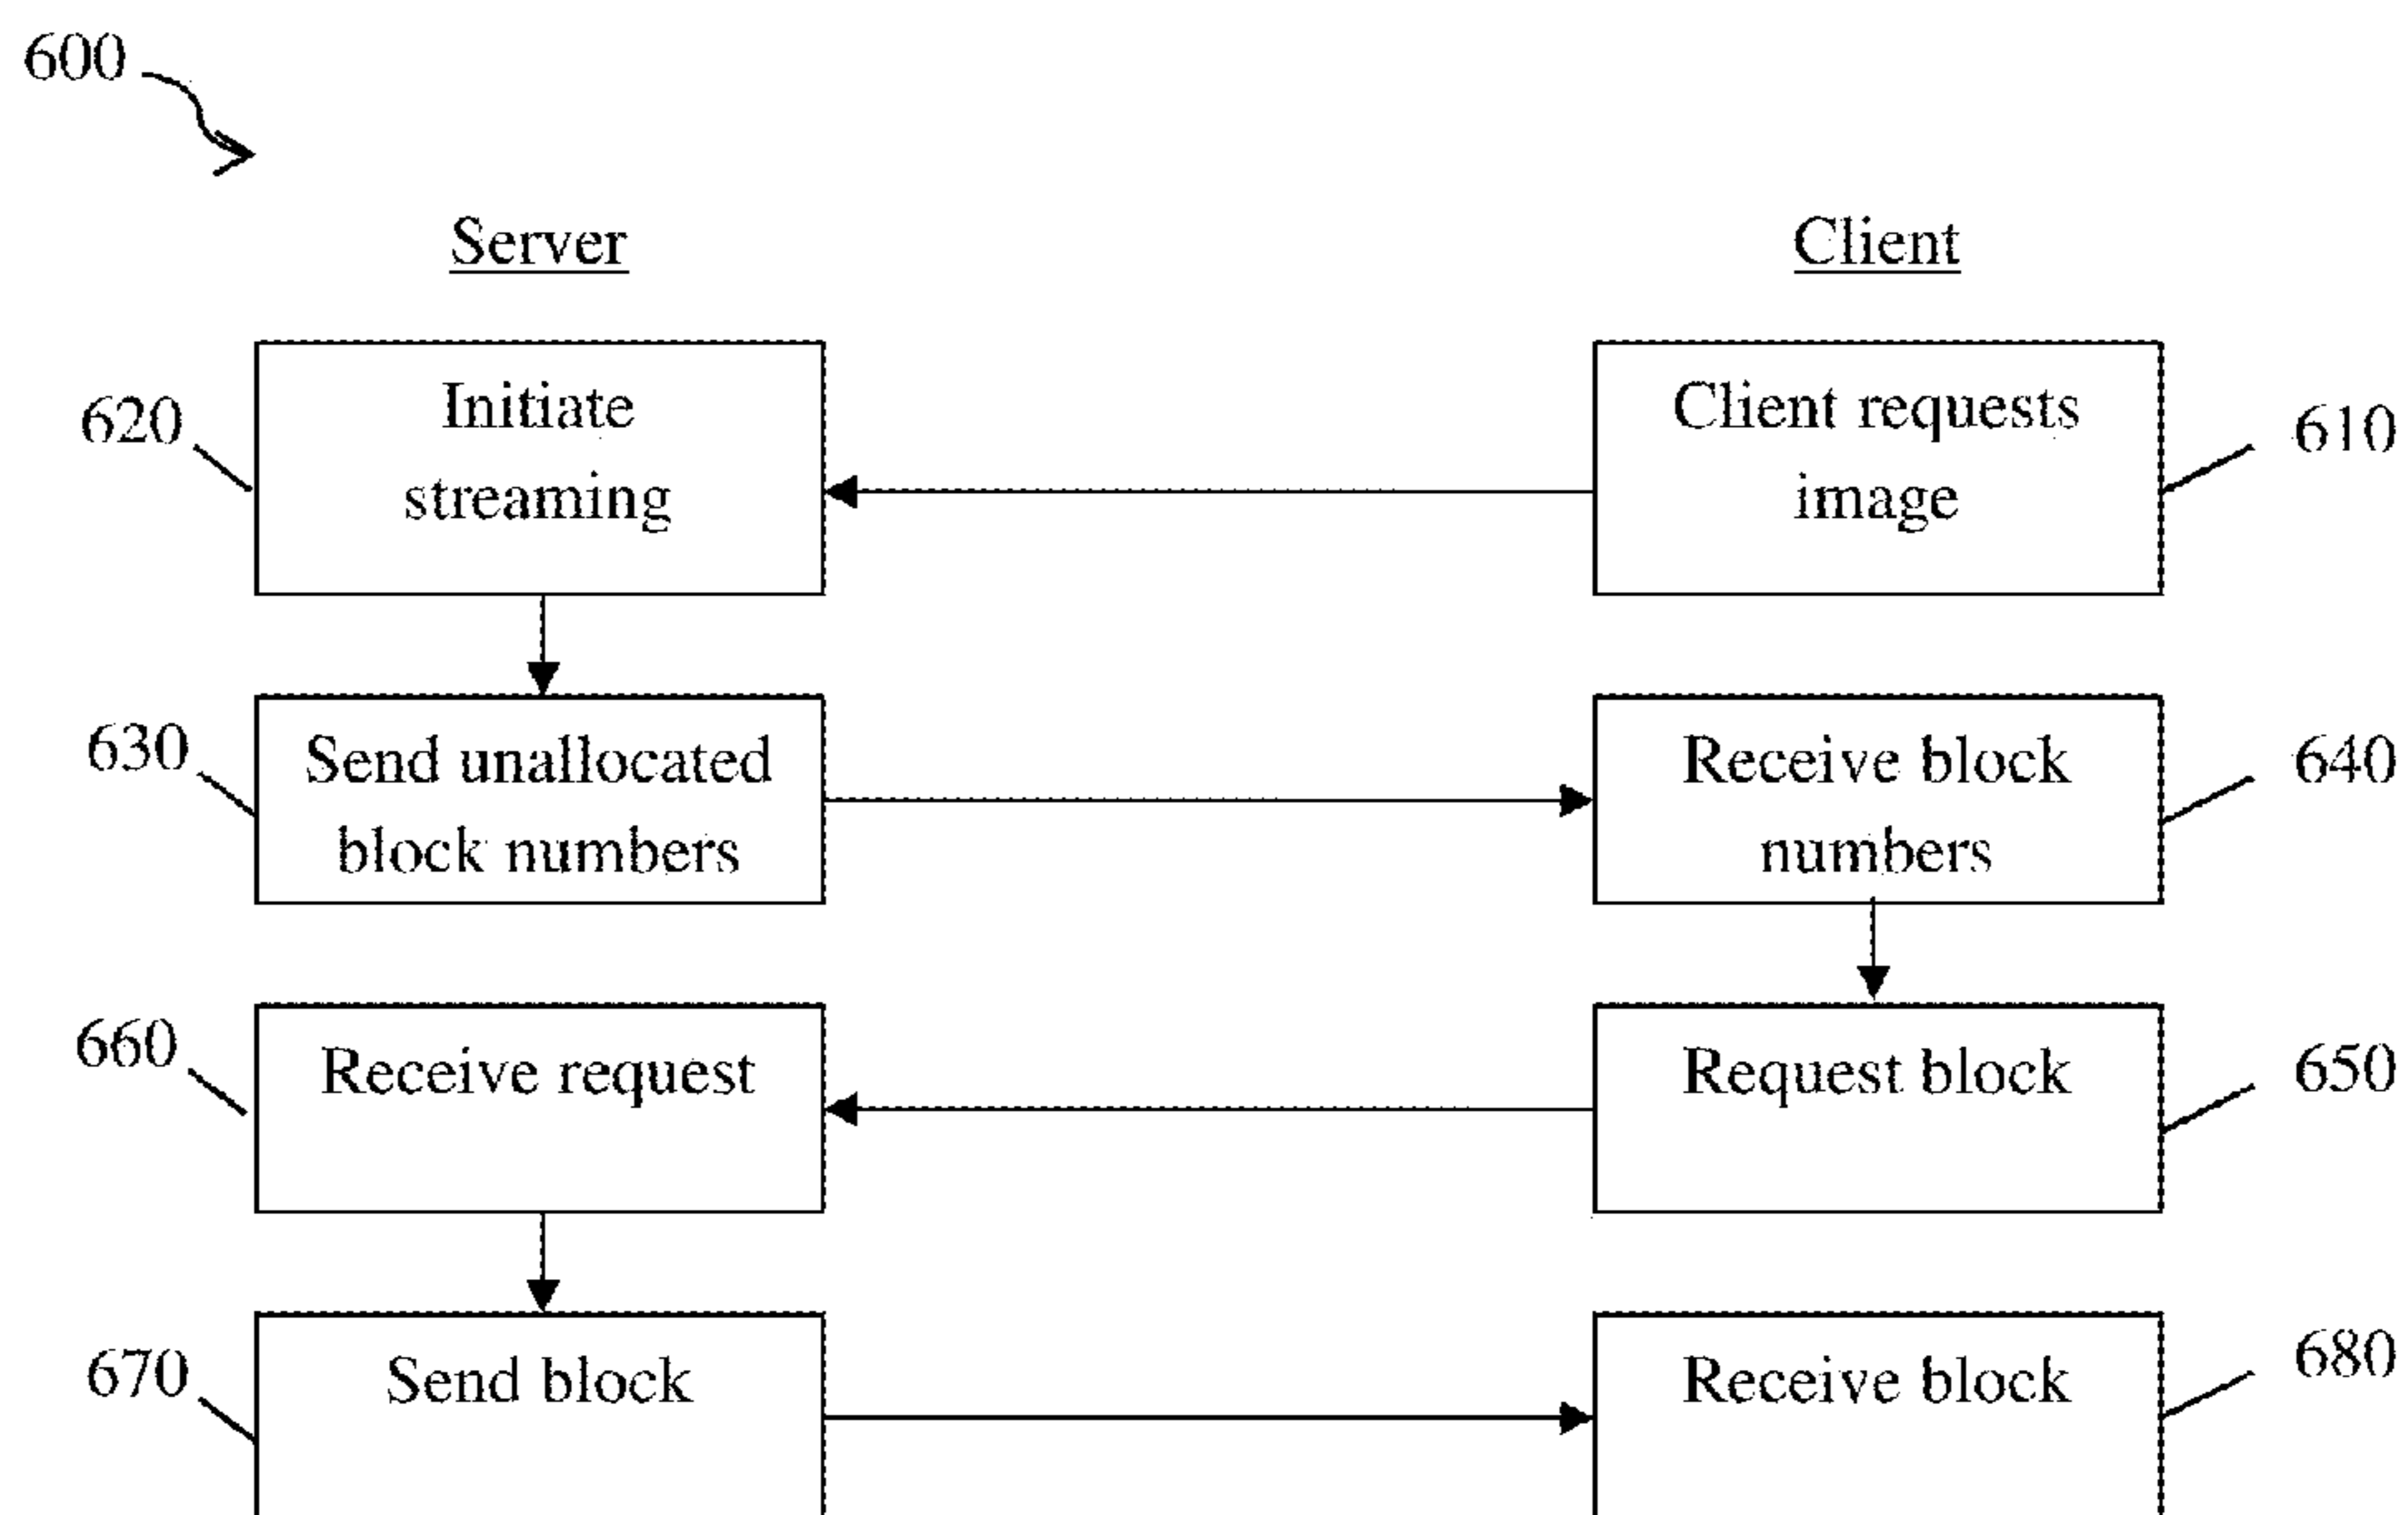 600
Server
Client
620
Initiate
streaming
Client requests
image
610
630
Send unallocated
block numbers
Receive block
numbers
640
660
Receive request
Request block
650
670
Send block
Receive block
680